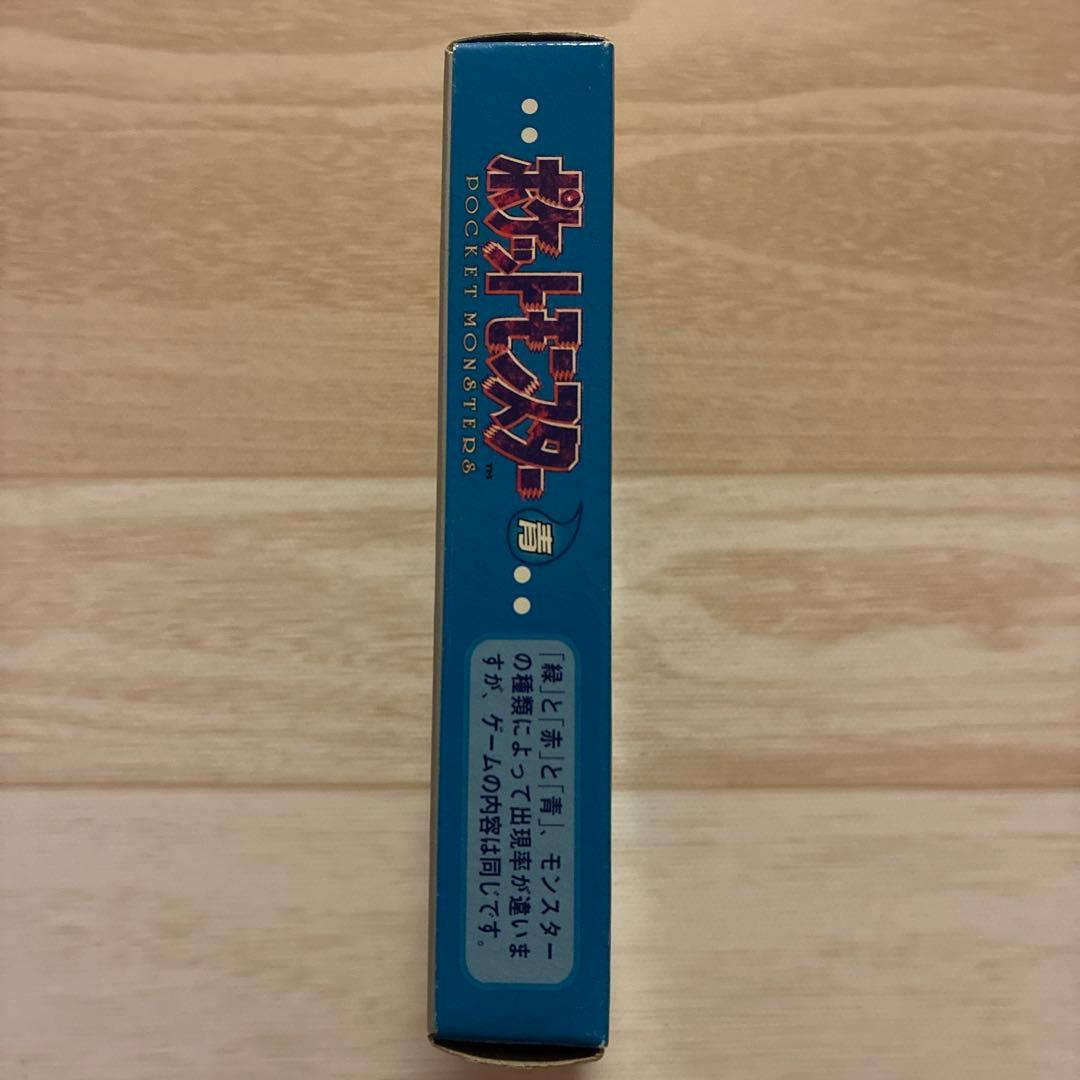 ポケットモンスター
POCKET MONSTERS
TM
青
「緑」と「赤」と「青」、モンスター
の種類によって出現率が違いま
すが、ゲームの内容は同じです。